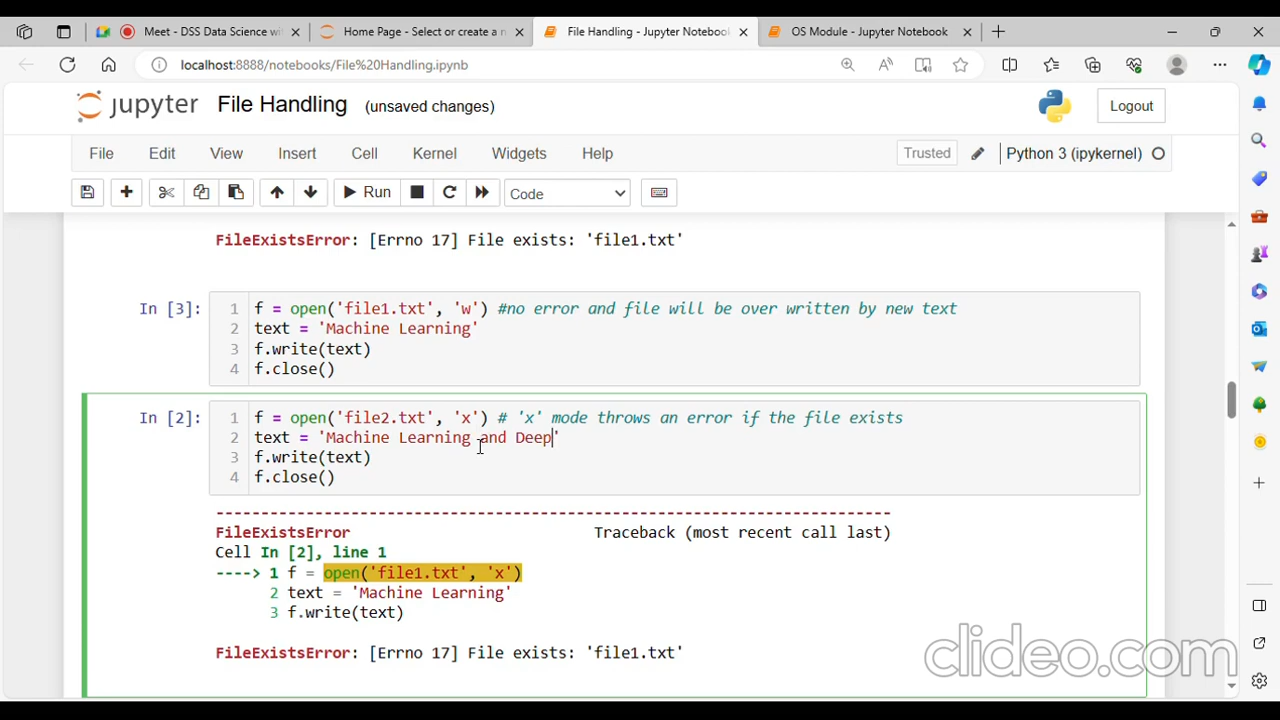 Meet - DSS Data Science wi
Home Page - Select or create a n
File Handling - Jupyter Notebook
OS Module - Jupyter Notebook
localhost:8888/notebooks/File%20Handling.ipynb
jupyter File Handling (unsaved changes)
Logout
File Edit View Insert Cell Kernel Widgets Help
Trusted
Python 3 (ipykernel)
Run
Code
FileExistsError: [Errno 17] File exists: 'file1.txt'
In [3]:
1 f = open('file1.txt', 'w') #no error and file will be over written by new text
2 text = 'Machine Learning'
3 f.write(text)
4 f.close()
In [2]:
1 f = open('file2.txt', 'x') # 'x' mode throws an error if the file exists
2 text = 'Machine Learning and Deep'
3 f.write(text)
4 f.close()
---------------------------------------------------------------------------
FileExistsError Traceback (most recent call last)
Cell In [2], line 1
----> 1 f = open('file1.txt', 'x')
2 text = 'Machine Learning'
3 f.write(text)
FileExistsError: [Errno 17] File exists: 'file1.txt'
clideo.com